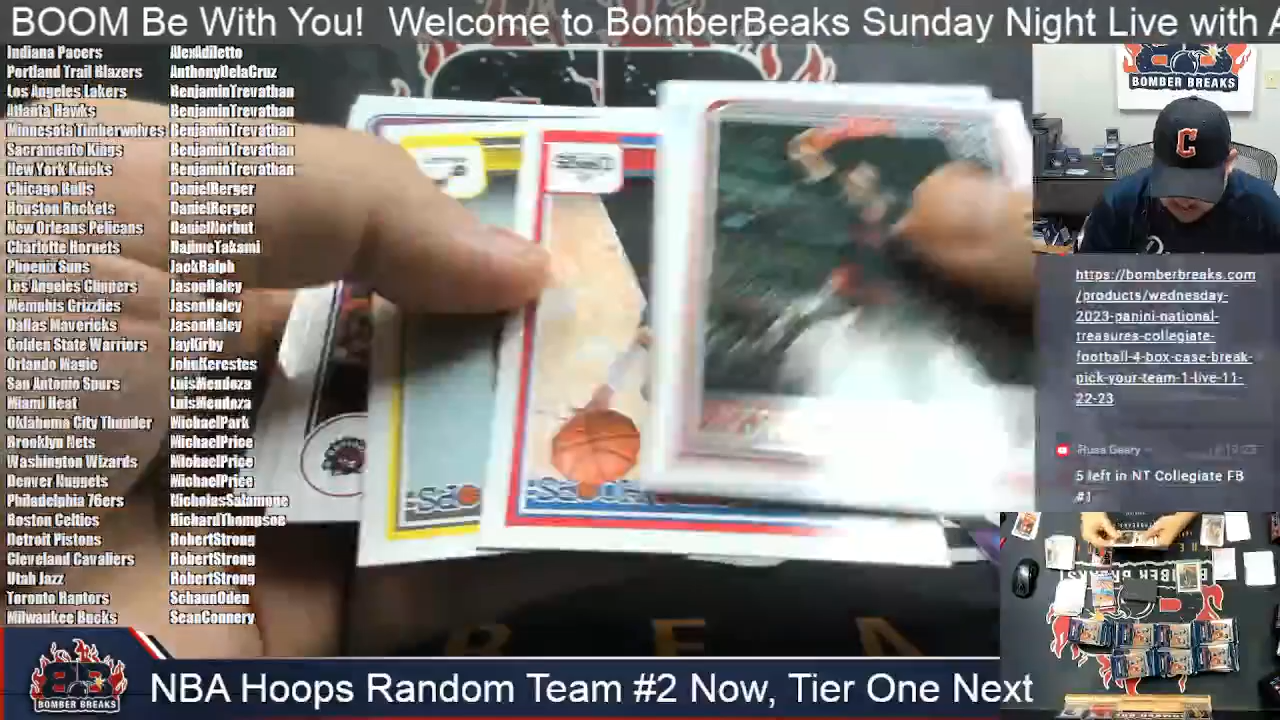 BOOM Be With You!  Welcome to BomberBeaks Sunday Night Live with A
Indiana Pacers AlexAdiletto
Portland Trail Blazers AnthonyDelaCruz
Los Angeles Lakers BenjaminTrevathan
Atlanta Hawks BenjaminTrevathan
Minnesota Timberwolves BenjaminTrevathan
Sacramento Kings BenjaminTrevathan
New York Knicks BenjaminTrevathan
Chicago Bulls DanielBerger
Houston Rockets DanielBerger
New Orleans Pelicans DanielNorbut
Charlotte Hornets DajimeTakami
Phoenix Suns JackRalph
Los Angeles Clippers JasonHaley
Memphis Grizzlies JasonHaley
Dallas Mavericks JasonHaley
Golden State Warriors JayKirby
Orlando Magic JohnKerestes
San Antonio Spurs LuisMendoza
Miami Heat LuisMendoza
Oklahoma City Thunder MichaelPark
Brooklyn Nets MichaelPrice
Washington Wizards MichaelPrice
Denver Nuggets MichaelPrice
Philadelphia 76ers NicholasSalamone
Boston Celtics RichardThompson
Detroit Pistons RobertStrong
Cleveland Cavaliers RobertStrong
Utah Jazz RobertStrong
Toronto Raptors SchaunOden
Milwaukee Bucks SeanConnery
BOMBER BREAKS
C
https://bomberbreaks.com
/products/wednesday-
2023-panini-national-
treasures-collegiate-
football-4-box-case-break-
pick-your-team-1-live-11-
22-23
Russ Geary
5 left in NT Collegiate FB
#1
BOMBER BREAKS
NBA Hoops Random Team #2 Now, Tier One Next